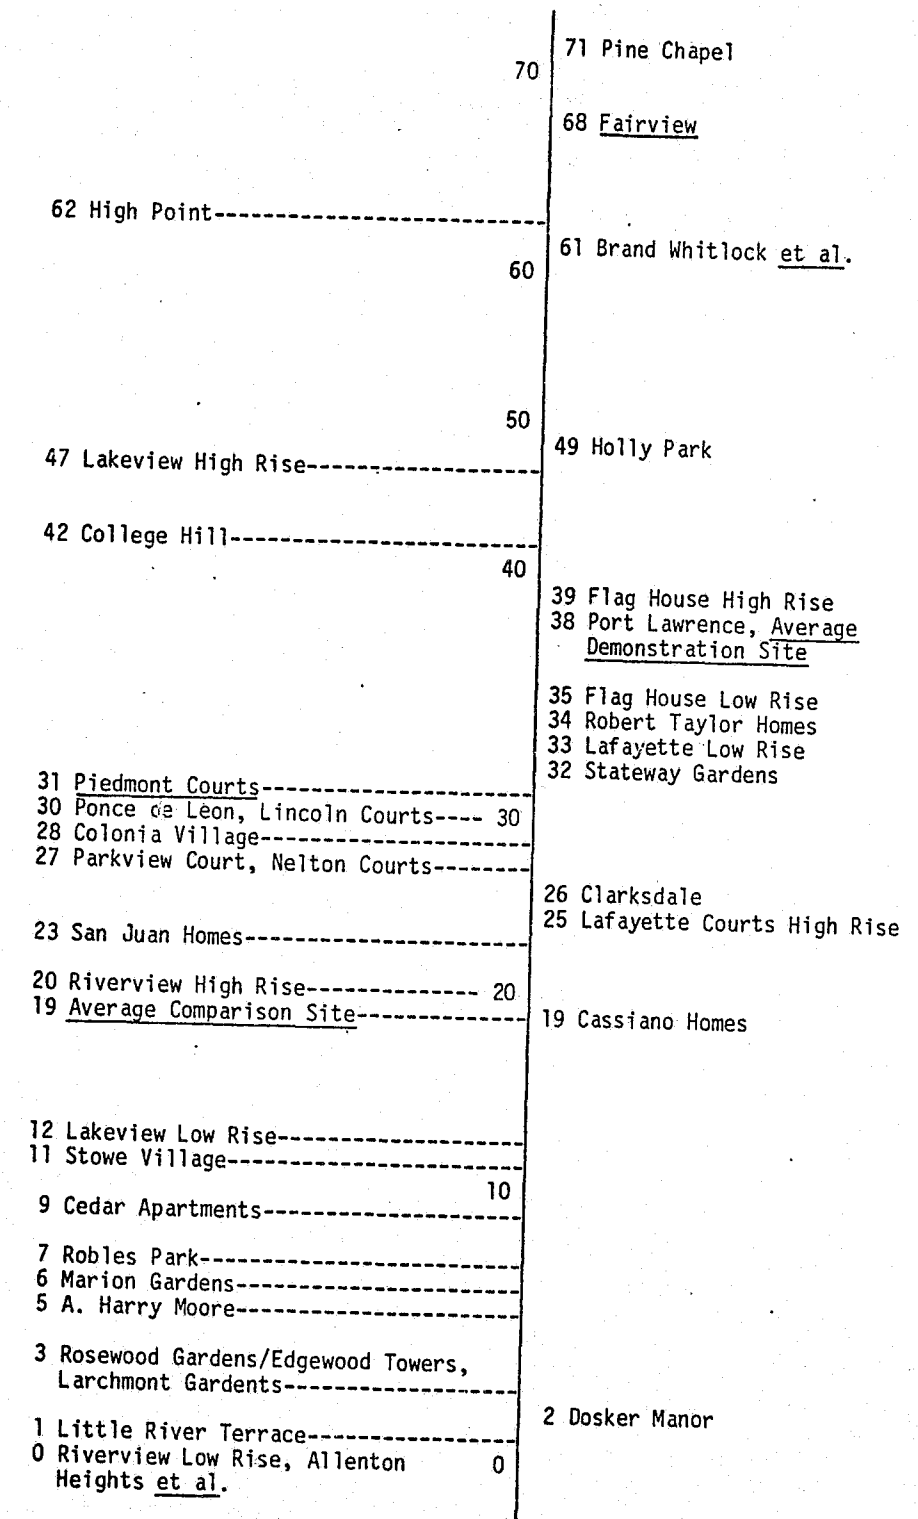 71 Pine Chapel
70
68 Fairview
62 High Point--------------------------
61 Brand Whitlock et al.
60
50
49 Holly Park
47 Lakeview High Rise-------------------
42 College Hill-------------------------
40
39 Flag House High Rise
38 Port Lawrence, Average
Demonstration Site
35 Flag House Low Rise
34 Robert Taylor Homes
33 Lafayette Low Rise
32 Stateway Gardens
31 Piedmont Courts----------------------
30 Ponce de Leon, Lincoln Courts---- 30
28 Colonia Village----------------------
27 Parkview Court, Nelton Courts--------
26 Clarksdale
25 Lafayette Courts High Rise
23 San Juan Homes-----------------------
20 Riverview High Rise-------------- 20
19 Average Comparison Site--------------
19 Cassiano Homes
12 Lakeview Low Rise--------------------
11 Stowe Village------------------------
10
9 Cedar Apartments---------------------
7 Robles Park--------------------------
6 Marion Gardens-----------------------
5 A. Harry Moore-----------------------
3 Rosewood Gardens/Edgewood Towers,
Larchmont Gardents-------------------
2 Dosker Manor
1 Little River Terrace-----------------
0 Riverview Low Rise, Allenton 0
Heights et al.